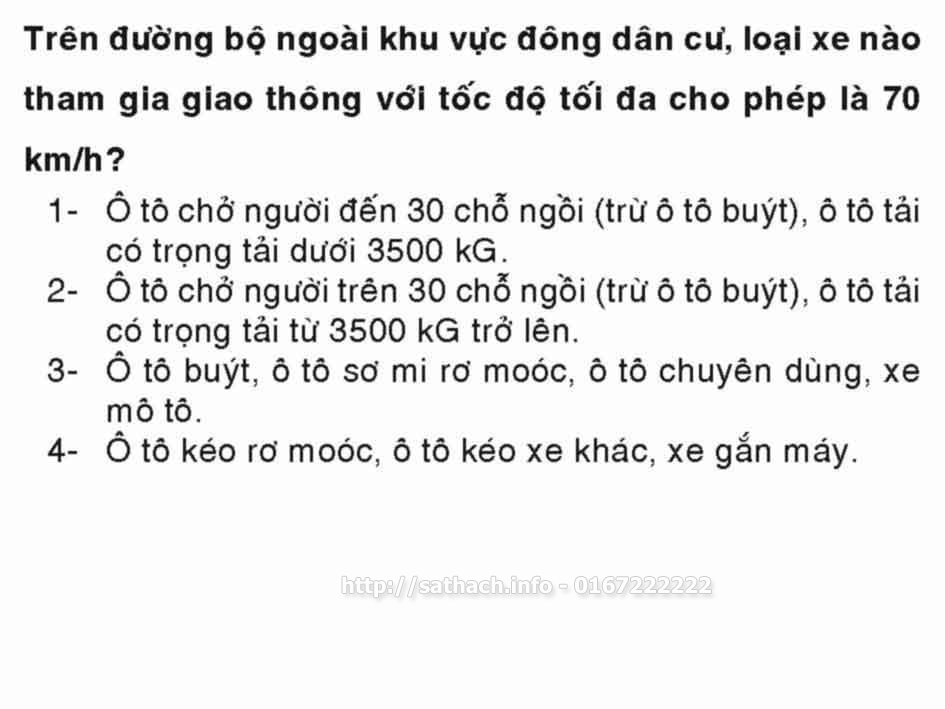 Trên đường bộ ngoài khu vực đông dân cư, loại xe nào
tham gia giao thông với tốc độ tối đa cho phép là 70
km/h?
1- Ô tô chở người đến 30 chỗ ngồi (trừ ô tô buýt), ô tô tải
có trọng tải dưới 3500 kG.
2- Ô tô chở người trên 30 chỗ ngồi (trừ ô tô buýt), ô tô tải
có trọng tải từ 3500 kG trở lên.
3- Ô tô buýt, ô tô sơ mi rơ moóc, ô tô chuyên dùng, xe
mô tô.
4- Ô tô kéo rơ moóc, ô tô kéo xe khác, xe gắn máy.
http://sathach.info - 0167222222